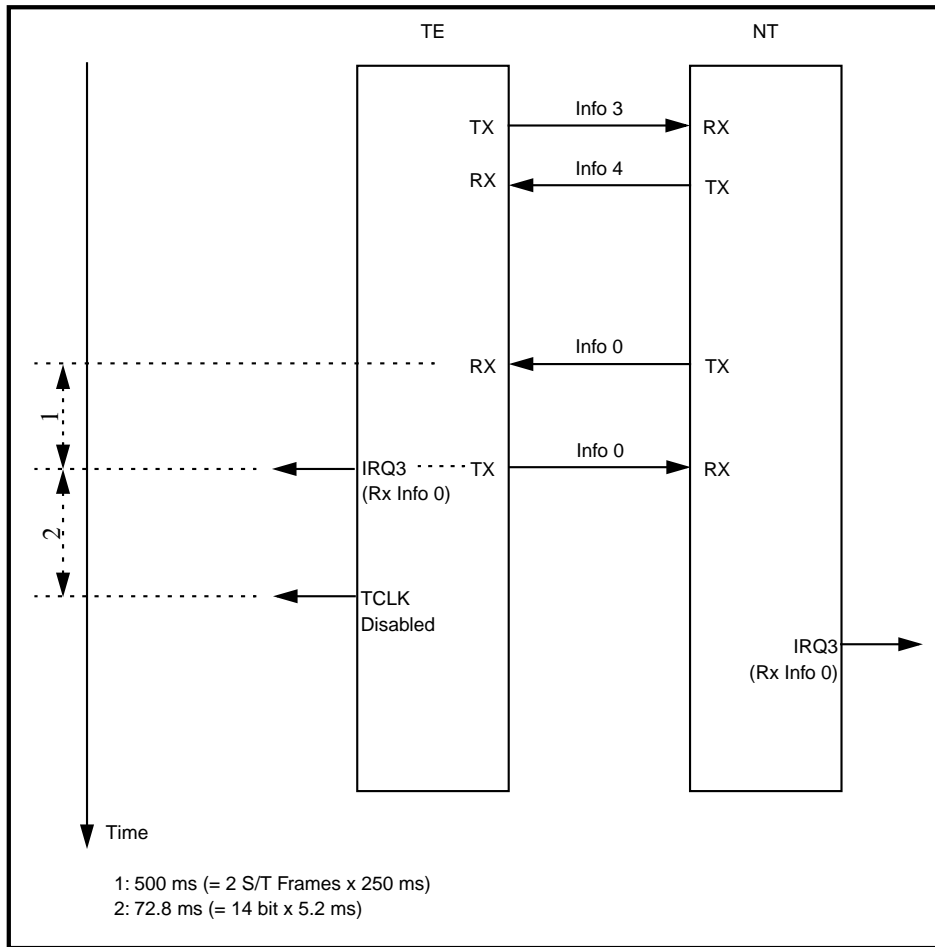 TE NT
Info 3
TX RX
Info 4
RX TX
Info 0
RX TX
1
Info 0
IRQ3 TX RX
(Rx Info 0)
2
TCLK
Disabled
IRQ3
(Rx Info 0)
Time
1: 500 ms (= 2 S/T Frames x 250 ms)
2: 72.8 ms (= 14 bit x 5.2 ms)